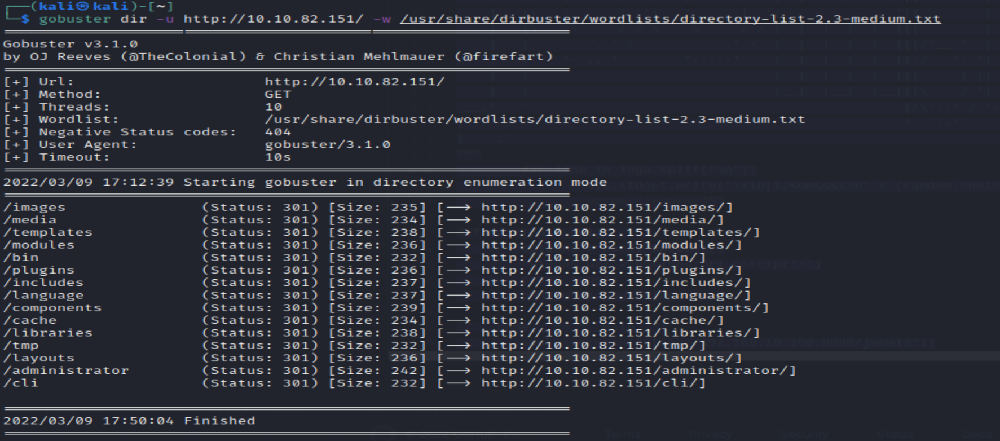 (kali㉿kali)-[~]
$ gobuster dir -u http://10.10.82.151/ -w /usr/share/dirbuster/wordlists/directory-list-2.3-medium.txt
Gobuster v3.1.0
by OJ Reeves (@TheColonial) & Christian Mehlmauer (@firefart)
[+] Url: http://10.10.82.151/
[+] Method: GET
[+] Threads: 10
[+] Wordlist: /usr/share/dirbuster/wordlists/directory-list-2.3-medium.txt
[+] Negative Status codes: 404
[+] User Agent: gobuster/3.1.0
[+] Timeout: 10s
2022/03/09 17:12:39 Starting gobuster in directory enumeration mode
/images (Status: 301) [Size: 235] [--> http://10.10.82.151/images/]
/media (Status: 301) [Size: 234] [--> http://10.10.82.151/media/]
/templates (Status: 301) [Size: 238] [--> http://10.10.82.151/templates/]
/modules (Status: 301) [Size: 236] [--> http://10.10.82.151/modules/]
/bin (Status: 301) [Size: 232] [--> http://10.10.82.151/bin/]
/plugins (Status: 301) [Size: 236] [--> http://10.10.82.151/plugins/]
/includes (Status: 301) [Size: 237] [--> http://10.10.82.151/includes/]
/language (Status: 301) [Size: 237] [--> http://10.10.82.151/language/]
/components (Status: 301) [Size: 239] [--> http://10.10.82.151/components/]
/cache (Status: 301) [Size: 234] [--> http://10.10.82.151/cache/]
/libraries (Status: 301) [Size: 238] [--> http://10.10.82.151/libraries/]
/tmp (Status: 301) [Size: 232] [--> http://10.10.82.151/tmp/]
/layouts (Status: 301) [Size: 236] [--> http://10.10.82.151/layouts/]
/administrator (Status: 301) [Size: 242] [--> http://10.10.82.151/administrator/]
/cli (Status: 301) [Size: 232] [--> http://10.10.82.151/cli/]
2022/03/09 17:50:04 Finished